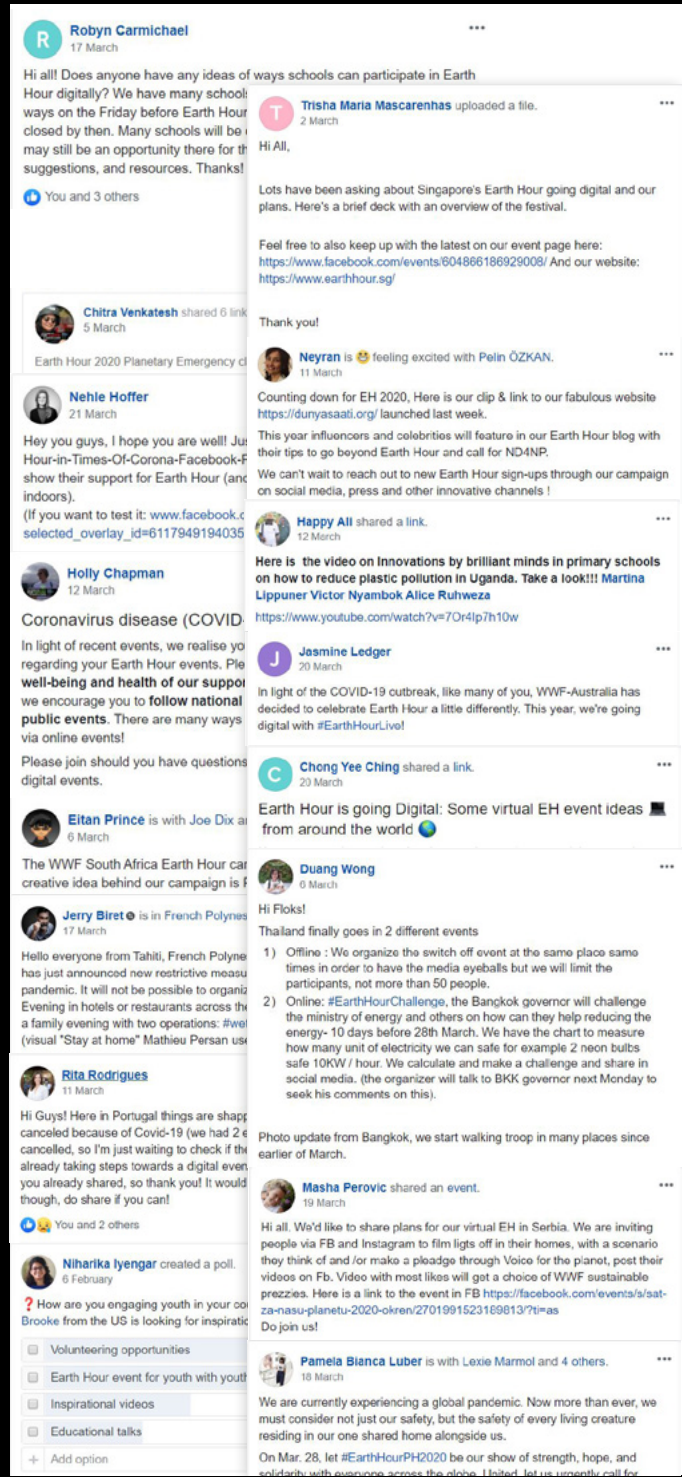 R
Robyn Carmichael
17 March
Hi all! Does anyone have any ideas of ways schools can participate in Earth
Hour digitally? We have many schools
ways on the Friday before Earth Hour
closed by then. Many schools will be
may still be an opportunity there for th
suggestions, and resources. Thanks!
You and 3 others
Chitra Venkatesh shared 6 link
5 March
Earth Hour 2020 Planetary Emergency cl
Nehle Hoffer
21 March
Hey you guys, I hope you are well! Jus
Hour-in-Times-Of-Corona-Facebook-F
show their support for Earth Hour (and
indoors).
(If you want to test it: www.facebook.c
selected_overlay_id=6117949194035
Holly Chapman
12 March
Coronavirus disease (COVID-
In light of recent events, we realise yo
regarding your Earth Hour events. Ple
well-being and health of our suppor
we encourage you to follow national
public events. There are many ways
via online events!
Please join should you have questions
digital events.
Eitan Prince is with Joe Dix a
6 March
The WWF South Africa Earth Hour car
creative idea behind our campaign is
Jerry Biret is in French Polynes
17 March
Hello everyone from Tahiti, French Polyne
has just announced new restrictive measu
pandemic. It will not be possible to organiz
Evening in hotels or restaurants across the
a family evening with two operations: #wel
(visual "Stay at home" Mathieu Persan use
Rita Rodrigues
11 March
Hi Guys! Here in Portugal things are shapp
canceled because of Covid-19 (we had 2 e
cancelled, so I'm just waiting to check if the
already taking steps towards a digital even
you already shared, so thank you! It would
though, do share if you can!
You and 2 others
Niharika Iyengar created a poll.
6 February
❓How are you engaging youth in your co
Brooke from the US is looking for inspiratic
Volunteering opportunities
Earth Hour event for youth with youth
Inspirational videos
Educational talks
+ Add option
T
Trisha Maria Mascarenhas uploaded a file.
2 March
Hi All,
Lots have been asking about Singapore's Earth Hour going digital and our
plans. Here's a brief deck with an overview of the festival.
Feel free to also keep up with the latest on our event page here:
https://www.facebook.com/events/604866186929008/ And our website:
https://www.earthhour.sg/
Thank you!
Neyran is 😁 feeling excited with Pelin ÖZKAN.
11 March
Counting down for EH 2020, Here is our clip & link to our fabulous website
https://dunyasaati.org/ launched last week.
This year influencers and celebrities will feature in our Earth Hour blog with
their tips to go beyond Earth Hour and call for ND4NP.
We can't wait to reach out to new Earth Hour sign-ups through our campaign
on social media, press and other innovative channels !
Happy Ali shared a link.
12 March
Here is the video on Innovations by brilliant minds in primary schools
on how to reduce plastic pollution in Uganda. Take a look!!! Martina
Lippuner Victor Nyambok Alice Ruhweza
https://www.youtube.com/watch?v=7Or4Ip7h10w
J
Jasmine Ledger
20 March
In light of the COVID-19 outbreak, like many of you, WWF-Australia has
decided to celebrate Earth Hour a little differently. This year, we're going
digital with #EarthHourLive!
C
Chong Yee Ching shared a link.
20 March
Earth Hour is going Digital: Some virtual EH event ideas 💻
from around the world 🌎
Duang Wong
6 March
Hi Floks!
Thailand finally goes in 2 different events
1) Offline : We organize the switch off event at the same place same
times in order to have the media eyeballs but we will limit the
participants, not more than 50 people.
2) Online: #EarthHourChallenge, the Bangkok governor will challenge
the ministry of energy and others on how can they help reducing the
energy- 10 days before 28th March. We have the chart to measure
how many unit of electricity we can safe for example 2 neon bulbs
safe 10KW / hour. We calculate and make a challenge and share in
social media. (the organizer will talk to BKK governor next Monday to
seek his comments on this).
Photo update from Bangkok, we start walking troop in many places since
earlier of March.
Masha Perovic shared an event.
19 March
Hi all. We'd like to share plans for our virtual EH in Serbia. We are inviting
people via FB and Instagram to film ligts off in their homes, with a scenario
they think of and /or make a pleadge through Voice for the planet, post their
videos on Fb. Video with most likes will get a choice of WWF sustainable
prezzies. Here is a link to the event in FB https://facebook.com/events/s/sat-
za-nasu-planetu-2020-okren/2701991523189813/?ti=as
Do join us!
Pamela Bianca Luber is with Lexie Marmol and 4 others.
18 March
We are currently experiencing a global pandemic. Now more than ever, we
must consider not just our safety, but the safety of every living creature
residing in our one shared home alongside us.
On Mar. 28, let #EarthHourPH2020 be our show of strength, hope, and
solidarity with everyone across the globe. United, let us urgently call for